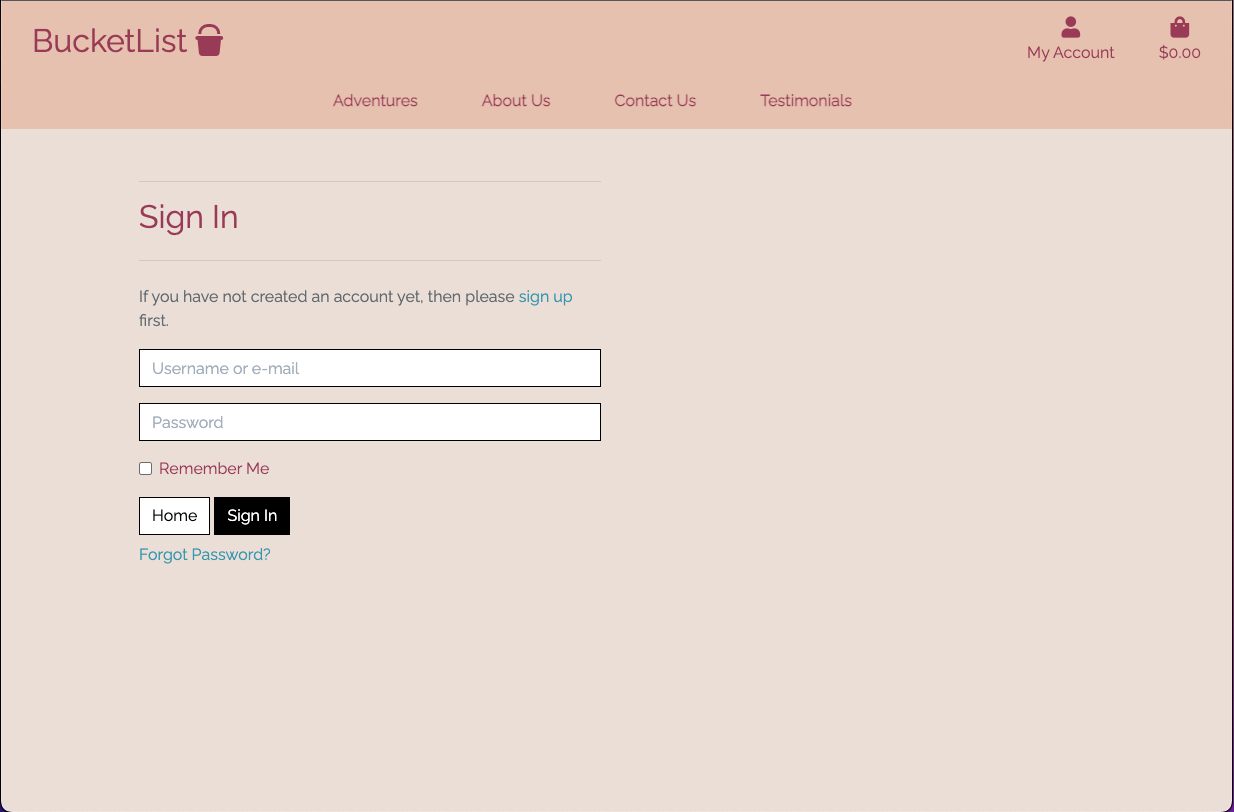 BucketList
My Account
$0.00
Adventures
About Us
Contact Us
Testimonials
Sign In
If you have not created an account yet, then please sign up
first.
Username or e-mail
Password
Remember Me
Home
Sign In
Forgot Password?